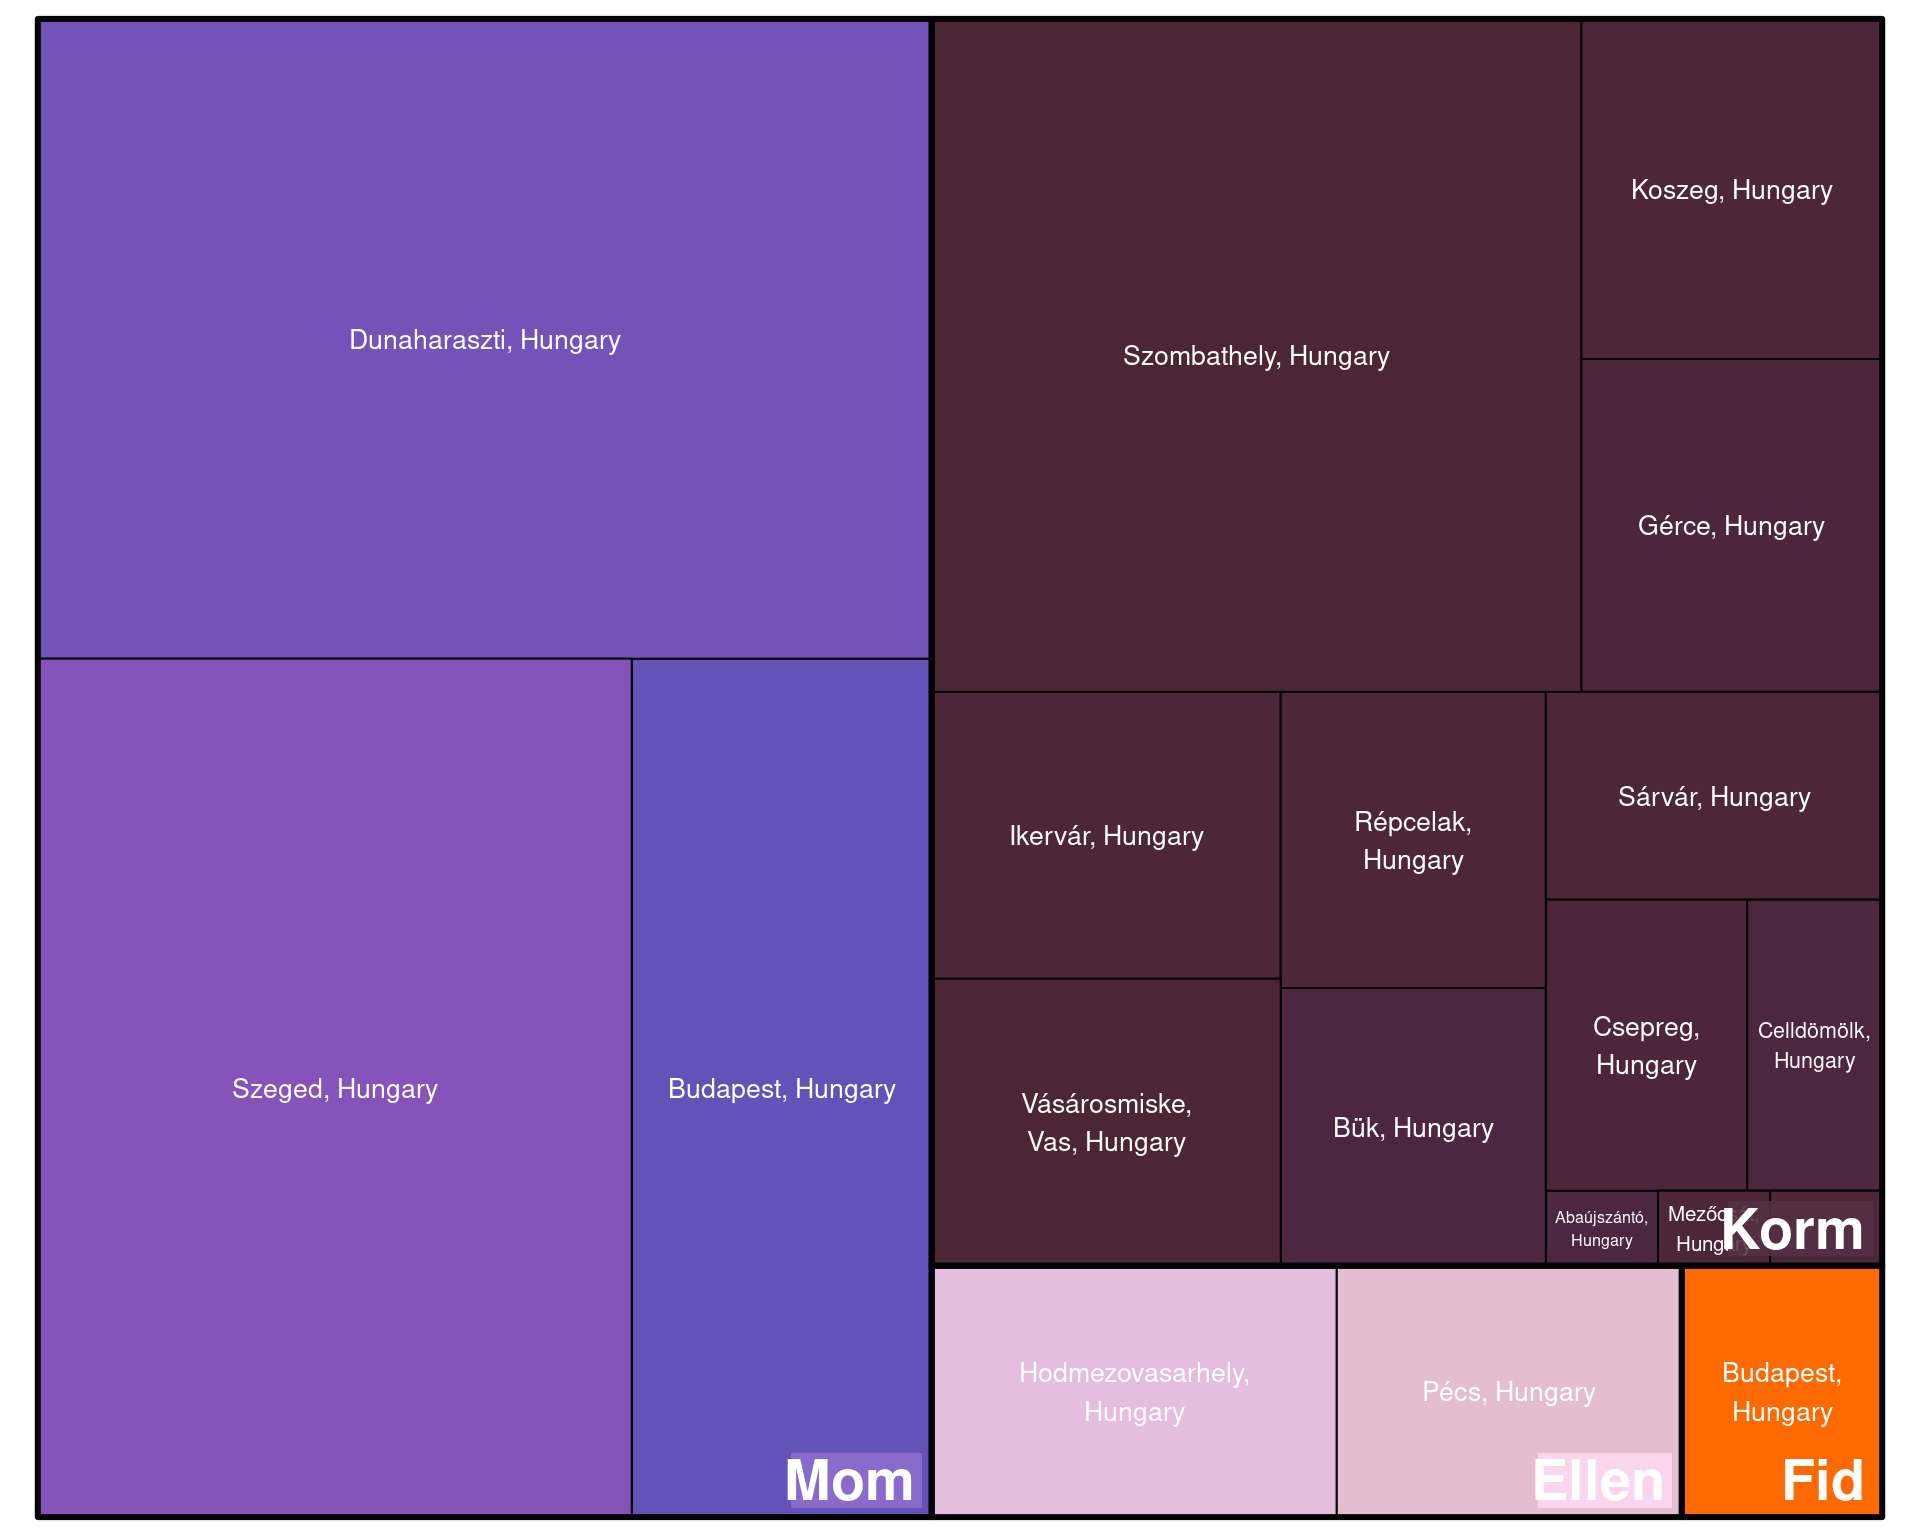 Dunaharaszti, Hungary
Szeged, Hungary
Budapest, Hungary
Mom
Szombathely, Hungary
Koszeg, Hungary
Gérce, Hungary
Ikervár, Hungary
Répcelak,
Hungary
Sárvár, Hungary
Vásárosmiske,
Vas, Hungary
Bük, Hungary
Csepreg,
Hungary
Celldömölk,
Hungary
Abaújszántó,
Hungary
Hungary
Korm
Hodmezovasarhely,
Hungary
Pécs, Hungary
Ellen
Budapest,
Hungary
Fid